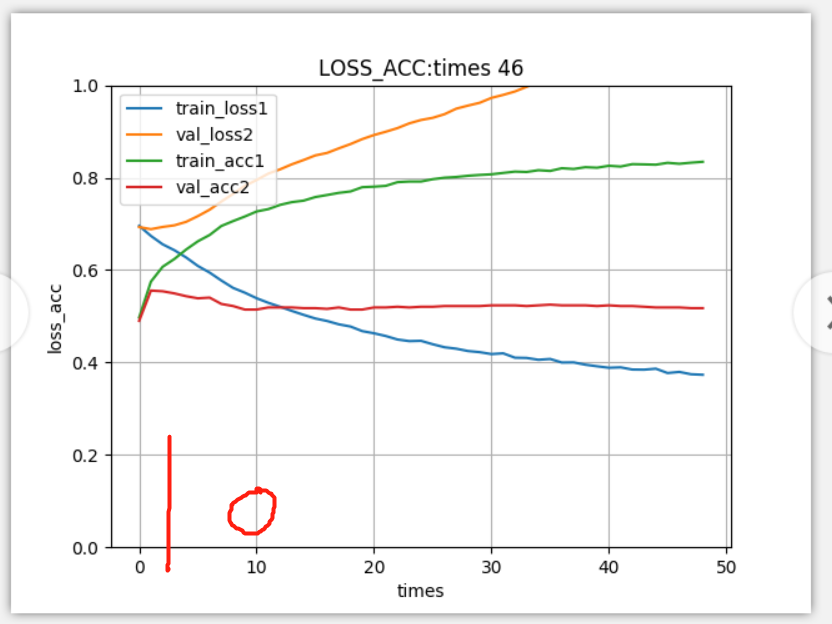 LOSS_ACC:times 46
train_loss1
val_loss2
train_acc1
val_acc2
loss_acc
1.0
0.8
0.6
0.4
0.2
0.0
0 10 20 30 40 50
times